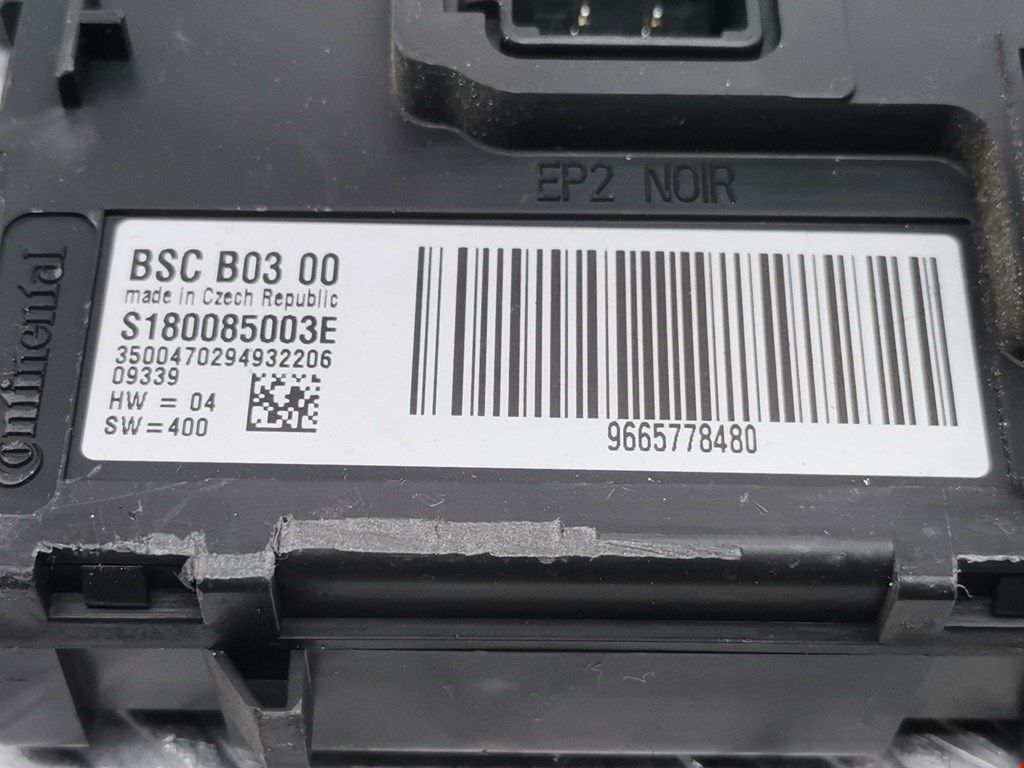 EP2 NOIR
Continental
BSC B03 00
made in Czech Republic
S180085003E
3500470294932206
09339
HW = 04
SW=400
9665778480